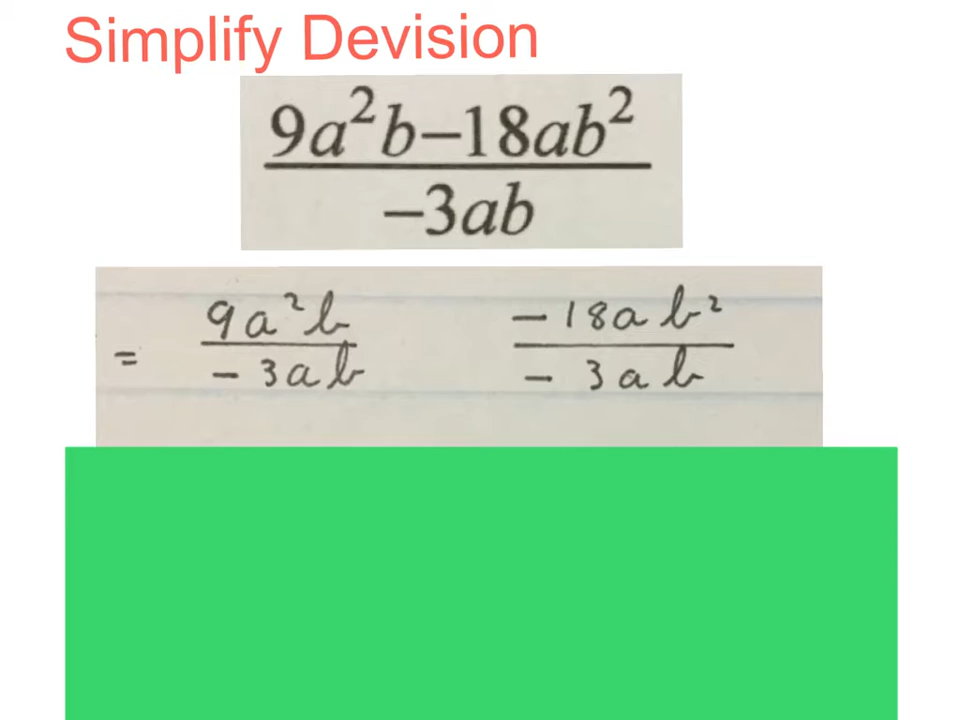 Simplify Devision
9a²b–18ab²
–3ab
= 9a²b   –18ab²
–3ab   –3ab